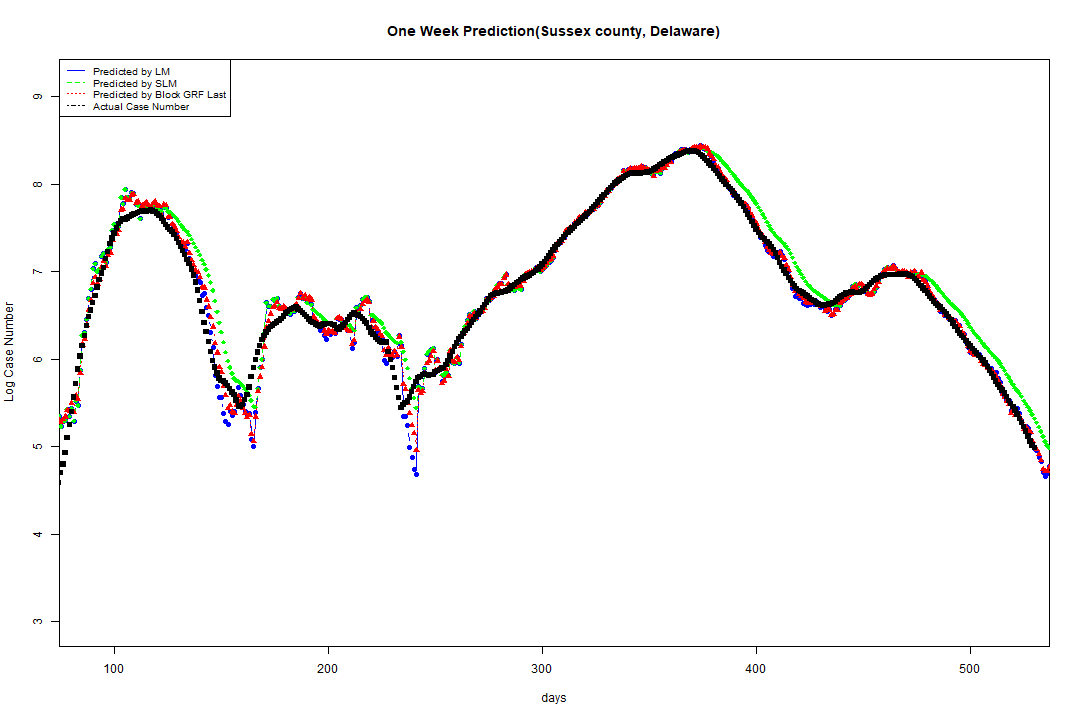 One Week Prediction(Sussex county, Delaware)
Predicted by LM
Predicted by SLM
Predicted by Block GRF Last
Actual Case Number
Log Case Number
9
8
7
6
5
4
3
100 200 300 400 500
days